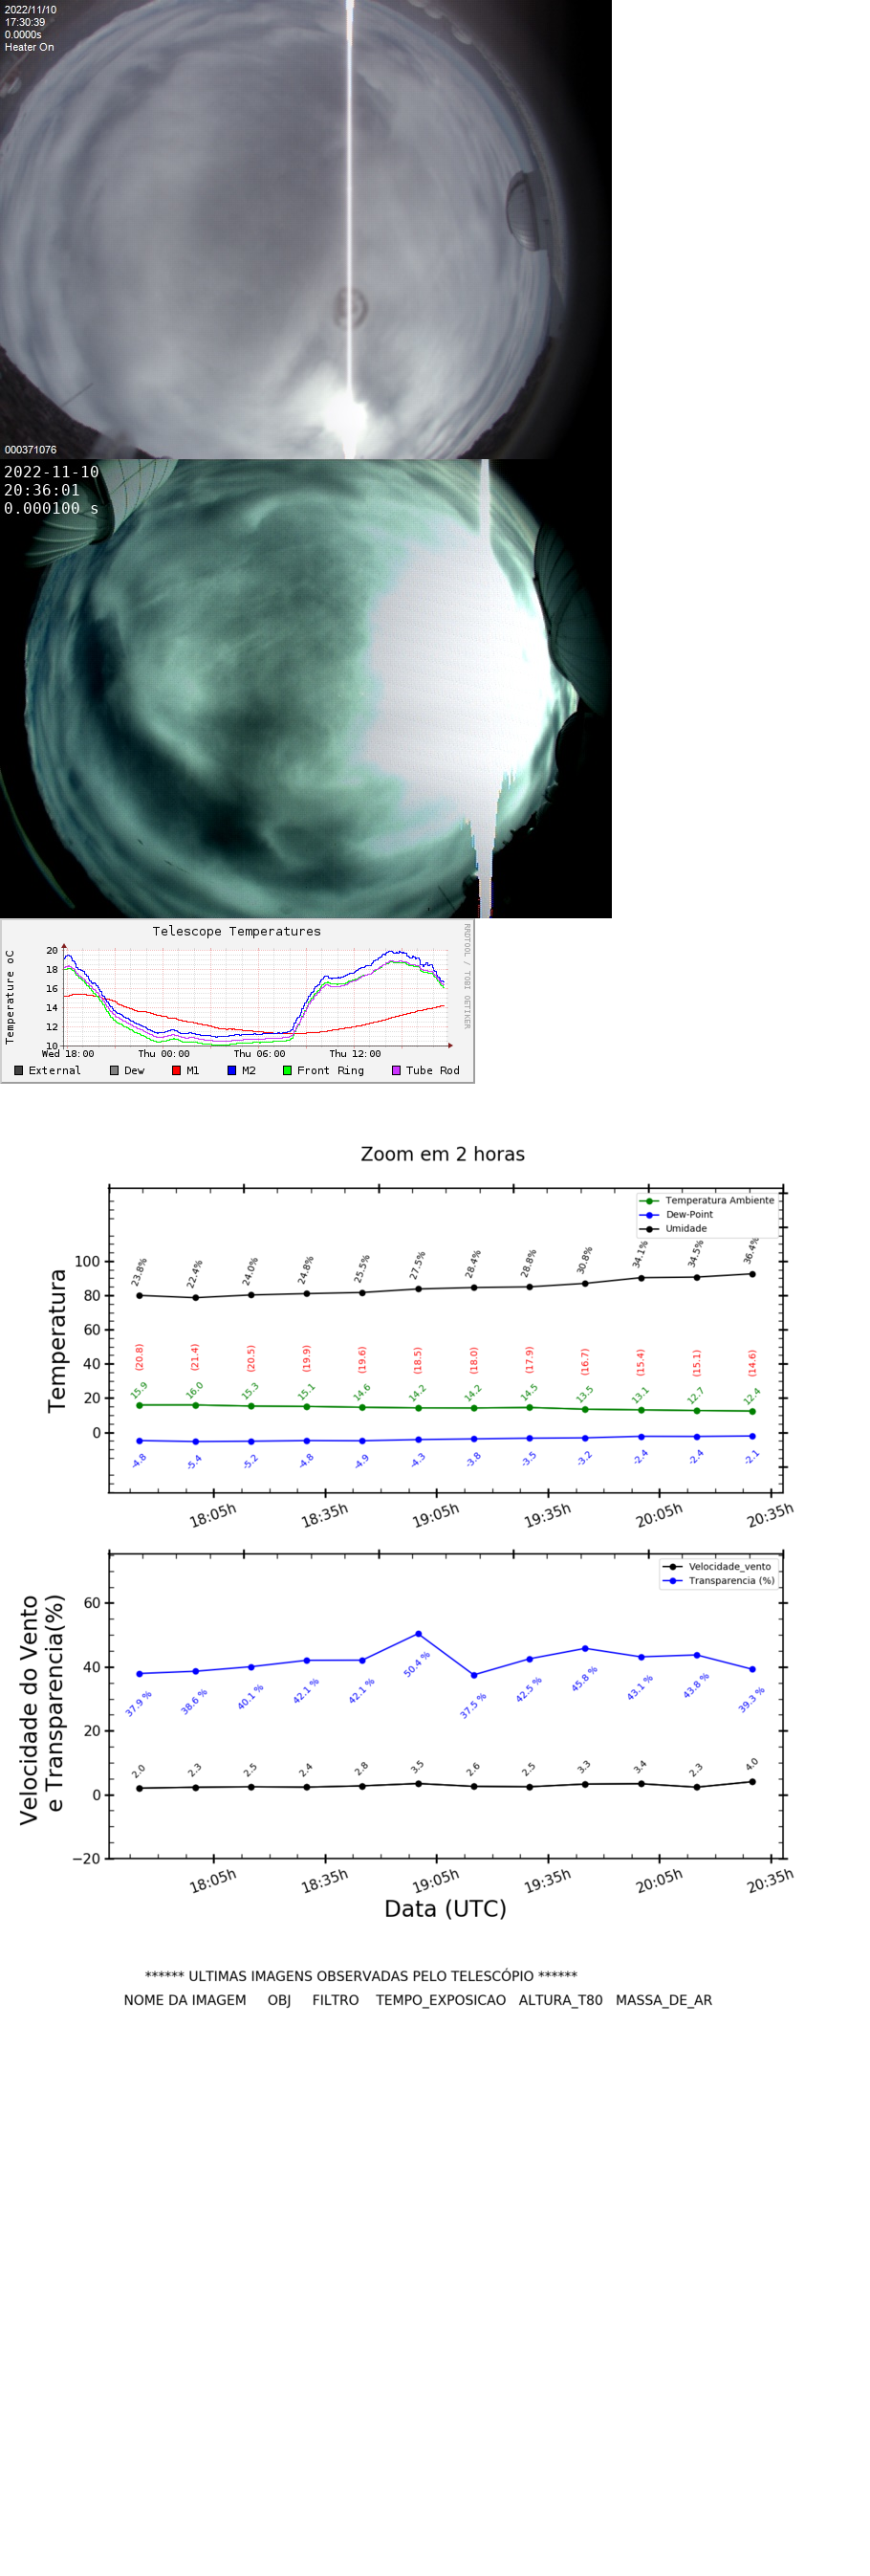 2022/11/10
17:30:39
0.0000s
Heater On
000371076
2022-11-10
20:36:01
0.000100 s
Telescope Temperatures
RRDTOOL / TOBI OETIKER
Temperature oC
20
18
16
14
12
10
Wed 18:00 Thu 00:00 Thu 06:00 Thu 12:00
External Dew M1 M2 Front Ring Tube Rod
Zoom em 2 horas
Temperatura Ambiente
Dew-Point
Umidade
Temperatura
100
80
60
40
20
0
23.8% 22.4% 24.0% 24.8% 25.5% 27.5% 28.4% 28.8% 30.8% 34.1% 34.5% 36.4%
(20.8) (21.4) (20.5) (19.9) (19.6) (18.5) (18.0) (17.9) (16.7) (15.4) (15.1) (14.6)
15.9 16.0 15.3 15.1 14.6 14.2 14.2 14.5 13.5 13.1 12.7 12.4
-4.8 -5.4 -5.2 -4.8 -4.9 -4.3 -3.8 -3.5 -3.2 -2.4 -2.4 -2.1
18:05h 18:35h 19:05h 19:35h 20:05h 20:35h
Velocidade_vento
Transparencia (%)
Velocidade do Vento
e Transparencia(%)
60
40
20
0
−20
37.9 % 38.6 % 40.1 % 42.1 % 42.1 % 50.4 % 37.5 % 42.5 % 45.8 % 43.1 % 43.8 % 39.3 %
2.0 2.3 2.5 2.4 2.8 3.5 2.6 2.5 3.3 3.4 2.3 4.0
18:05h 18:35h 19:05h 19:35h 20:05h 20:35h
Data (UTC)
****** ULTIMAS IMAGENS OBSERVADAS PELO TELESCÓPIO ******
NOME DA IMAGEM OBJ FILTRO TEMPO_EXPOSICAO ALTURA_T80 MASSA_DE_AR